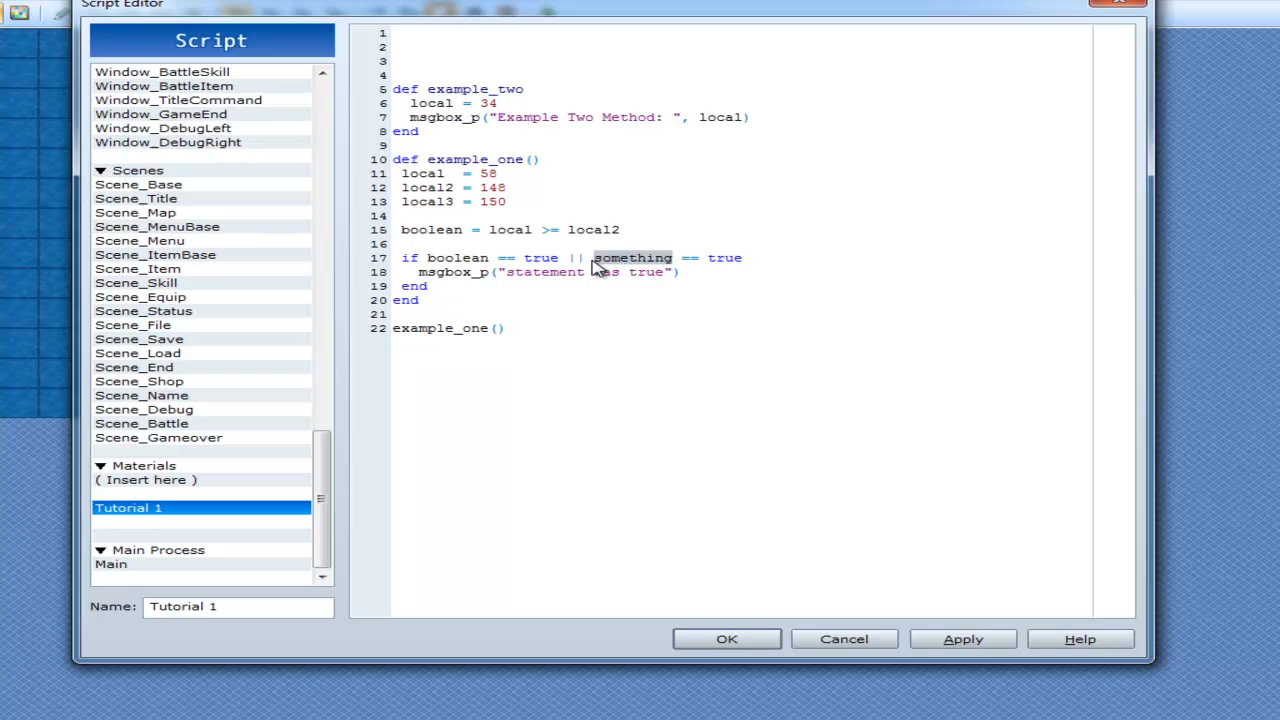 Script Editor
Script
Window_BattleSkill
Window_BattleItem
Window_TitleCommand
Window_GameEnd
Window_DebugLeft
Window_DebugRight
Scenes
Scene_Base
Scene_Title
Scene_Map
Scene_MenuBase
Scene_Menu
Scene_ItemBase
Scene_Item
Scene_Skill
Scene_Equip
Scene_Status
Scene_File
Scene_Save
Scene_Load
Scene_End
Scene_Shop
Scene_Name
Scene_Debug
Scene_Battle
Scene_Gameover
Materials
( Insert here )
Tutorial 1
Main Process
Main
Name: Tutorial 1
1
2
3
4
5 def example_two
6 local = 34
7 msgbox_p("Example Two Method: ", local)
8 end
9
10 def example_one()
11 local = 58
12 local2 = 148
13 local3 = 150
14
15 boolean = local >= local2
16
17 if boolean == true || something == true
18 msgbox_p("statement as true")
19 end
20 end
21
22 example_one()
OK Cancel Apply Help